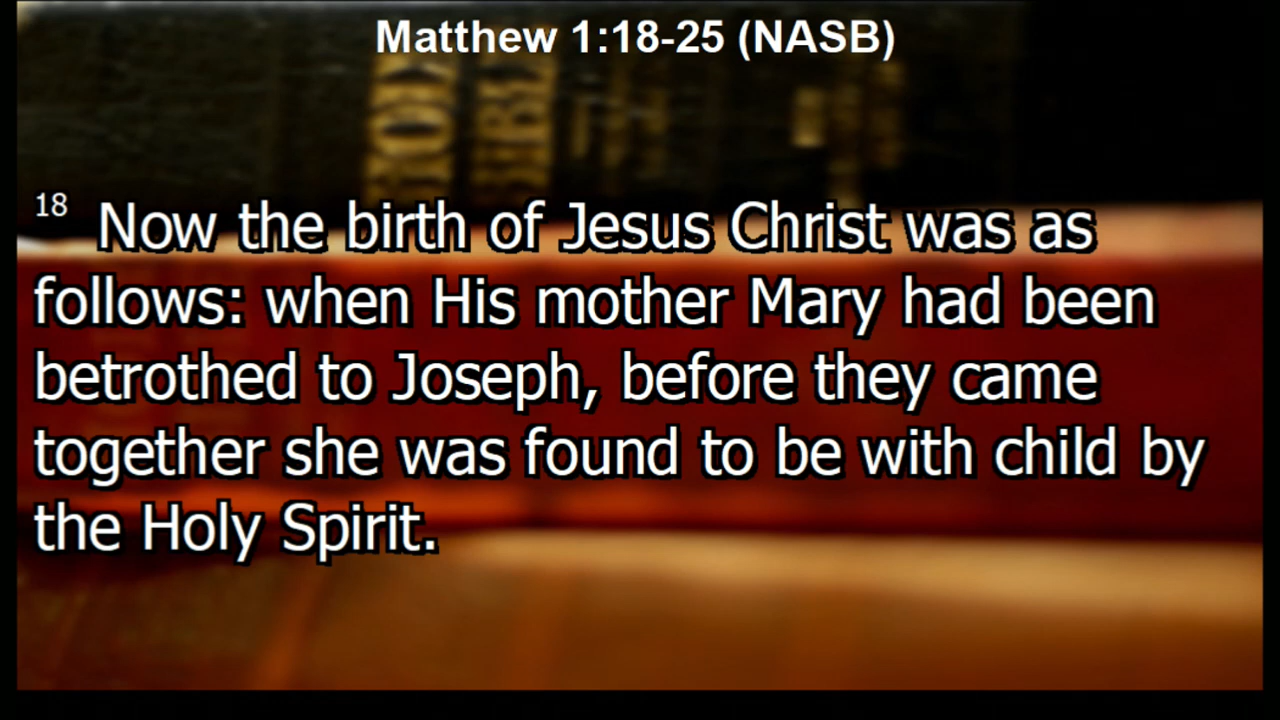 Matthew 1:18-25 (NASB)
HOLY BIBLE
18 Now the birth of Jesus Christ was as
follows: when His mother Mary had been
betrothed to Joseph, before they came
together she was found to be with child by
the Holy Spirit.